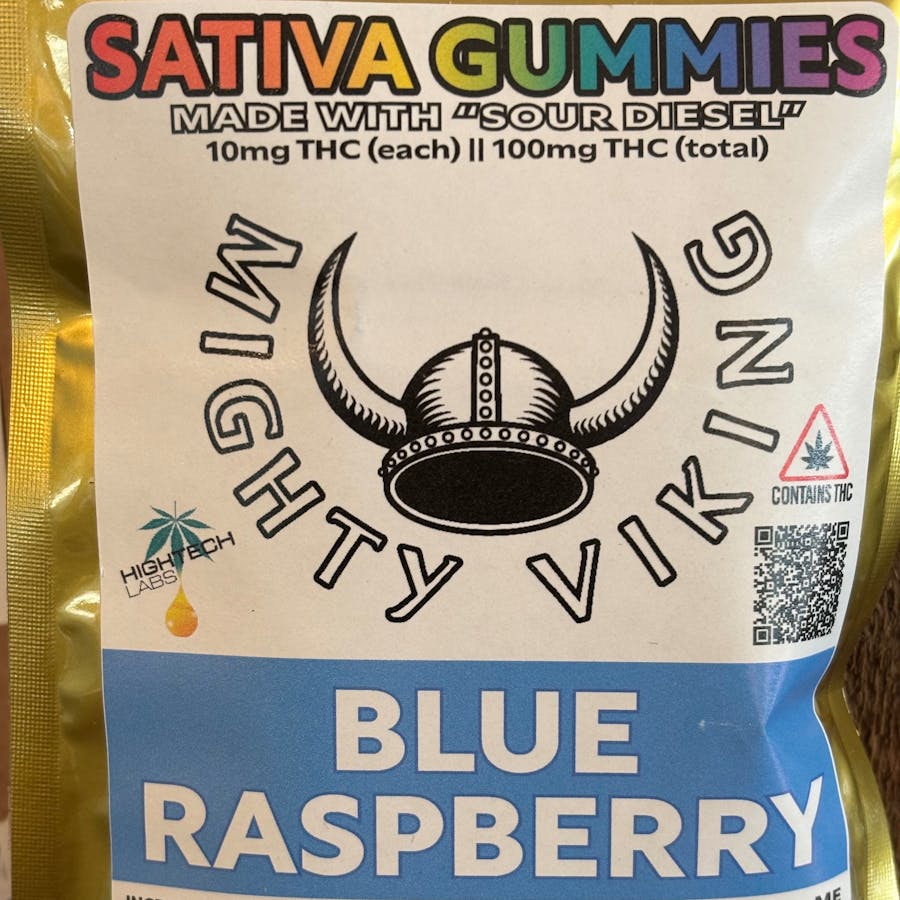 SATIVA GUMMIES
MADE WITH "SOUR DIESEL"
10mg THC (each) || 100mg THC (total)
MIGHTY VIKING
CONTAINS THC
HIGHTECH
LABS
BLUE
RASPBERRY